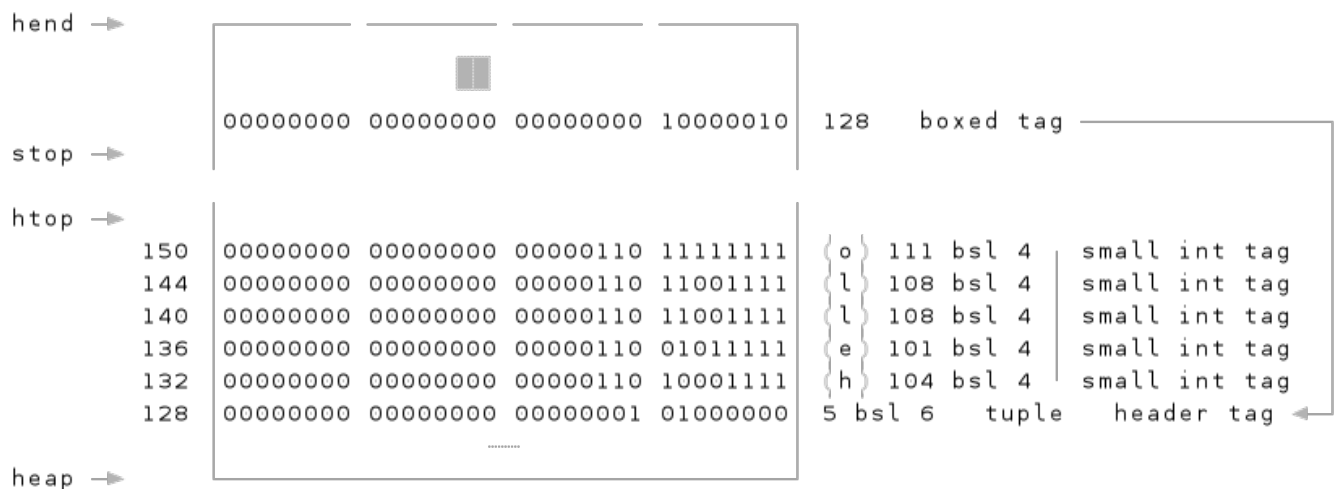 hend
00000000 00000000 00000000 10000010 128 boxed tag
stop
htop
150 00000000 00000000 00000110 11111111 o 111 bsl 4 | small int tag
144 00000000 00000000 00000110 11001111 l 108 bsl 4 | small int tag
140 00000000 00000000 00000110 11001111 l 108 bsl 4 | small int tag
136 00000000 00000000 00000110 01011111 e 101 bsl 4 | small int tag
132 00000000 00000000 00000110 10001111 h 104 bsl 4 | small int tag
128 00000000 00000000 00000001 01000000 5 bsl 6 tuple header tag
heap